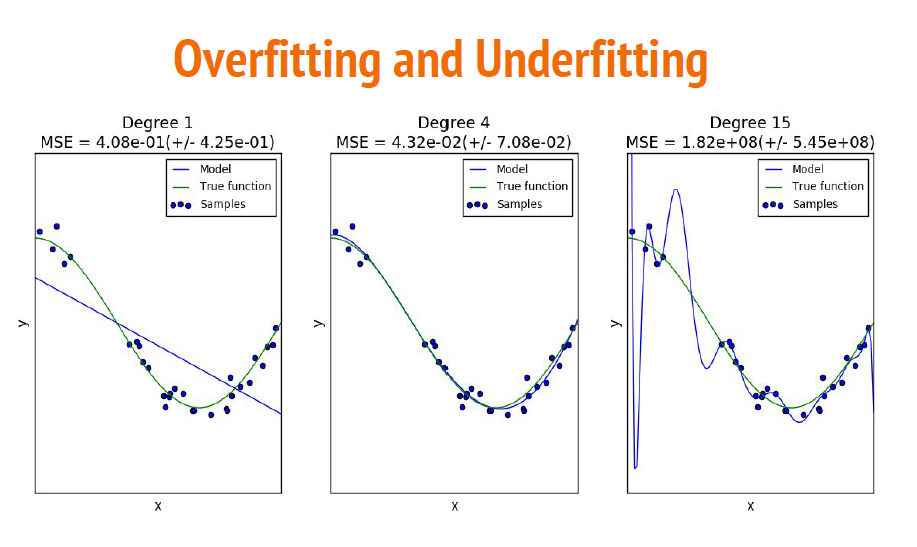 Overfitting and Underfitting
Degree 1
MSE = 4.08e-01(+/- 4.25e-01)
Model
True function
Samples
y
x
Degree 4
MSE = 4.32e-02(+/- 7.08e-02)
Model
True function
Samples
y
x
Degree 15
MSE = 1.82e+08(+/- 5.45e+08)
Model
True function
Samples
y
x